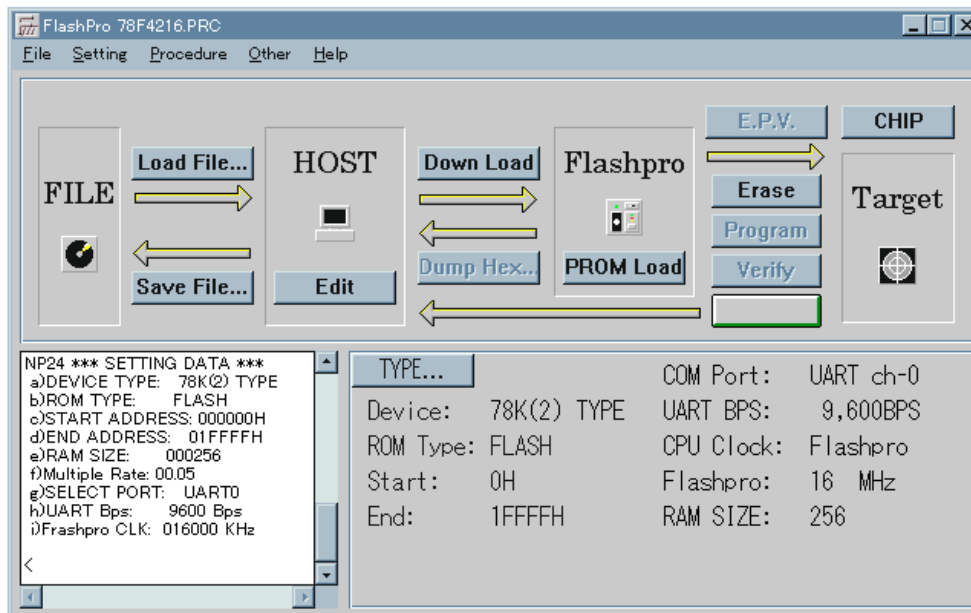 FlashPro 78F4216.PRC
File Setting Procedure Other Help
FILE
Load File...
Save File...
HOST
Edit
Down Load
Dump Hex...
Flashpro
PROM Load
E.P.V.
Erase
Program
Verify
CHIP
Target
NP24 *** SETTING DATA ***
a)DEVICE TYPE: 78K(2) TYPE
b)ROM TYPE: FLASH
c)START ADDRESS: 000000H
d)END ADDRESS: 01FFFFH
e)RAM SIZE: 000256
f)Multiple Rate: 00.05
g)SELECT PORT: UART0
h)UART Bps: 9600 Bps
i)Frashpro CLK: 016000 KHz
<
TYPE...
Device: 78K(2) TYPE
ROM Type: FLASH
Start: 0H
End: 1FFFFH
COM Port: UART ch-0
UART BPS: 9,600BPS
CPU Clock: Flashpro
Flashpro: 16 MHz
RAM SIZE: 256